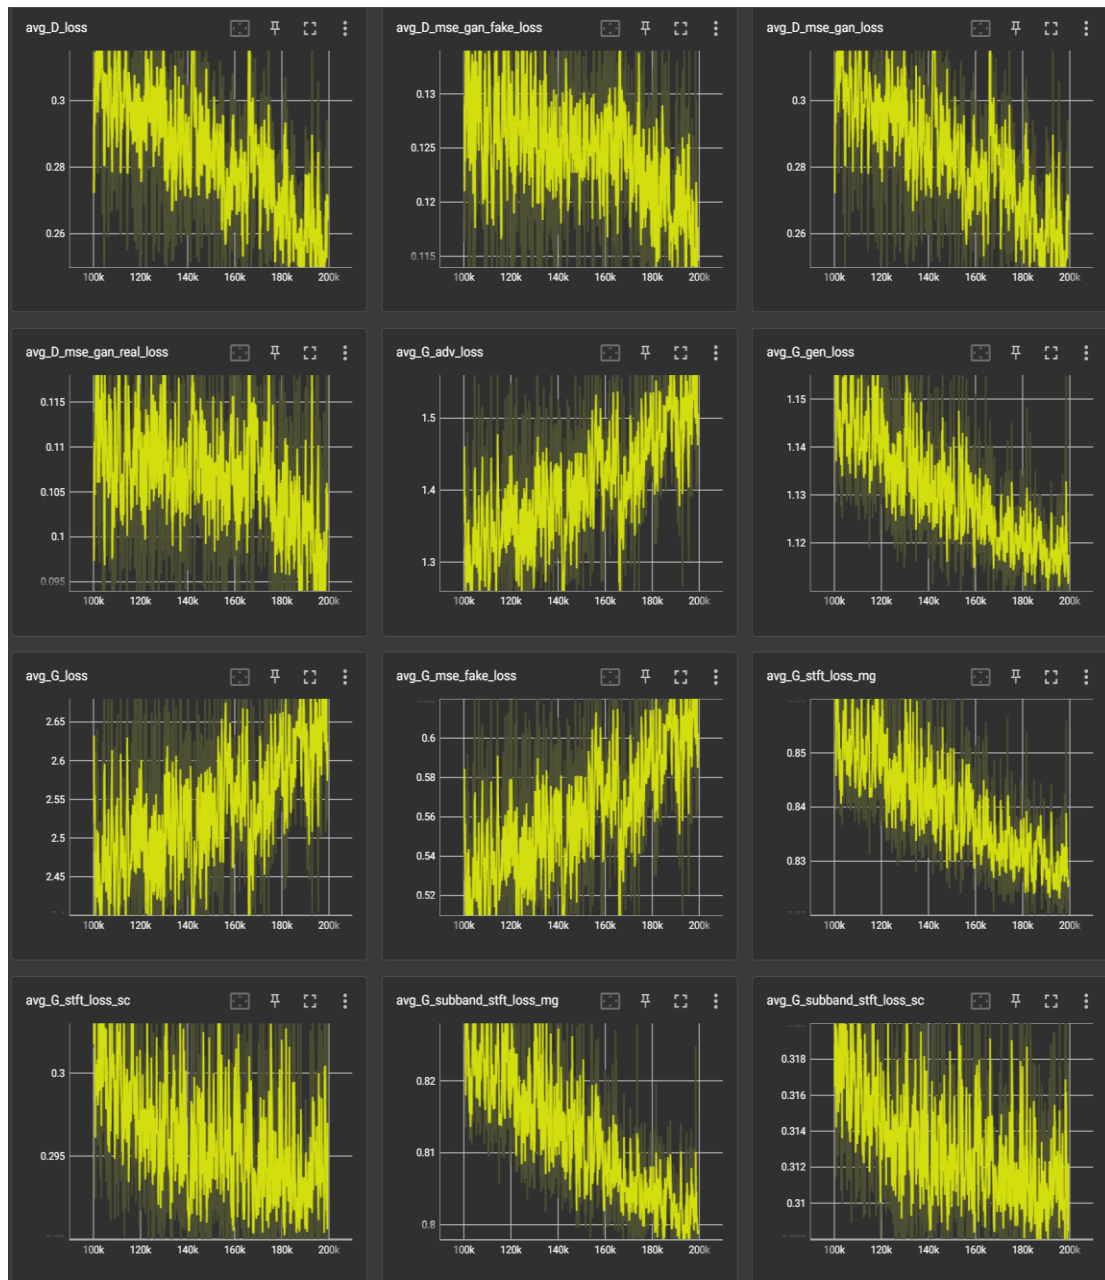 avg_D_loss
0.3
0.28
0.26
100k 120k 140k 160k 180k 200k
avg_D_mse_gan_fake_loss
0.13
0.125
0.12
0.115
100k 120k 140k 160k 180k 200k
avg_D_mse_gan_loss
0.3
0.28
0.26
100k 120k 140k 160k 180k 200k
avg_D_mse_gan_real_loss
0.115
0.11
0.105
0.1
0.095
100k 120k 140k 160k 180k 200k
avg_G_adv_loss
1.5
1.4
1.3
100k 120k 140k 160k 180k 200k
avg_G_gen_loss
1.15
1.14
1.13
1.12
100k 120k 140k 160k 180k 200k
avg_G_loss
2.65
2.6
2.55
2.5
2.45
100k 120k 140k 160k 180k 200k
avg_G_mse_fake_loss
0.6
0.58
0.56
0.54
0.52
100k 120k 140k 160k 180k 200k
avg_G_stft_loss_mg
0.85
0.84
0.83
100k 120k 140k 160k 180k 200k
avg_G_stft_loss_sc
0.3
0.295
100k 120k 140k 160k 180k 200k
avg_G_subband_stft_loss_mg
0.82
0.81
0.8
100k 120k 140k 160k 180k 200k
avg_G_subband_stft_loss_sc
0.318
0.316
0.314
0.312
0.31
100k 120k 140k 160k 180k 200k